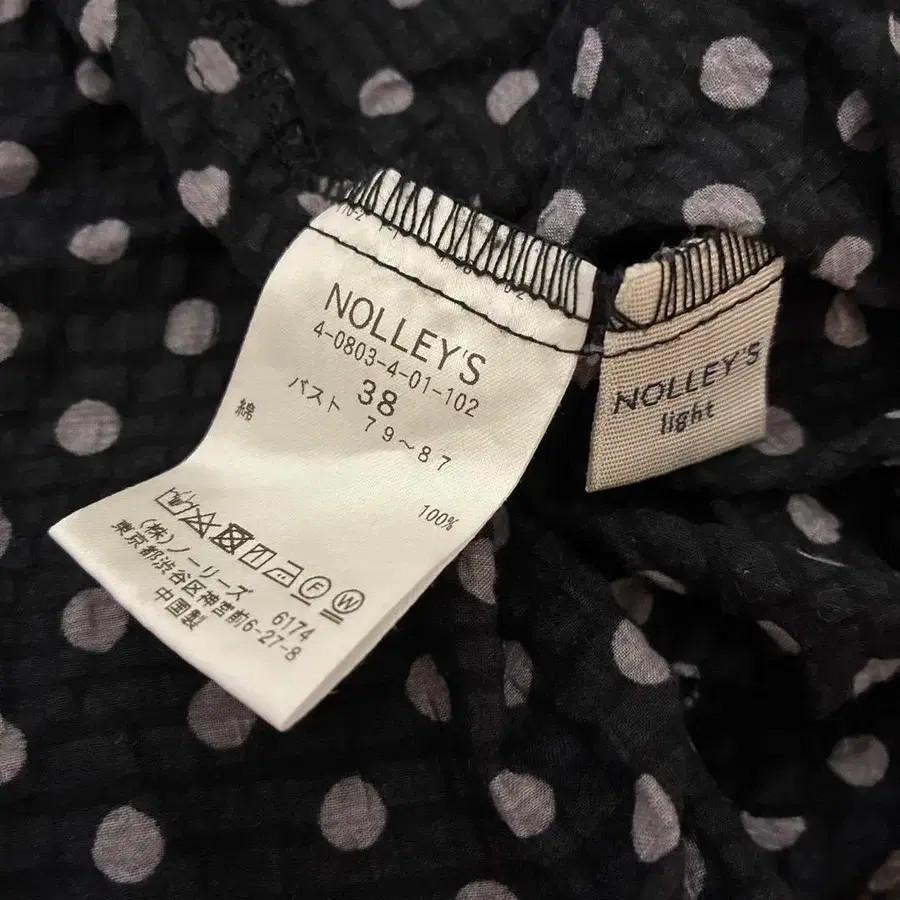 NOLLEY'S
4-0803-4-01-102
38
バスト 79～87
綿 100%
F W
(株)ノーリーズ 6174
東京都渋谷区神宮前6-27-8
中国製
NOLLEY'S
light